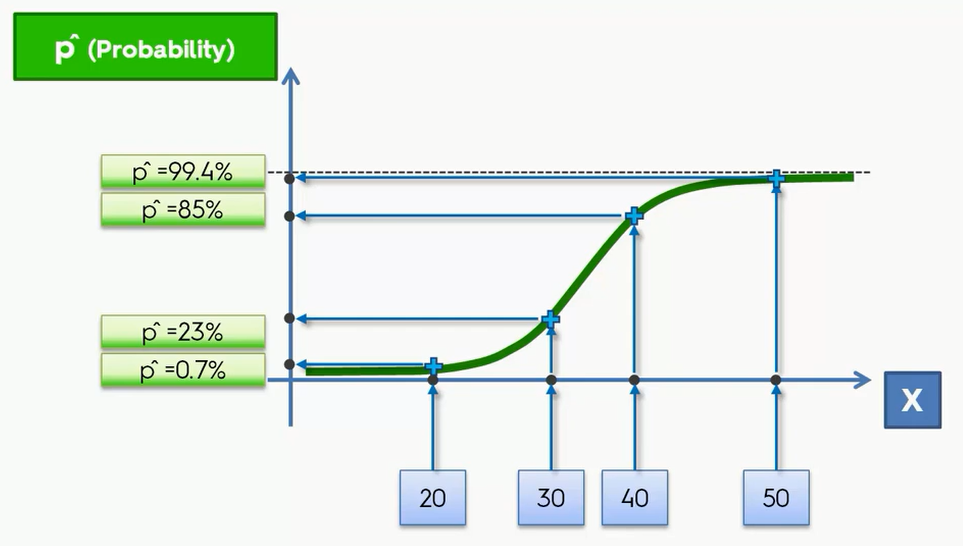 p̂ (Probability)
p̂ =99.4%
p̂ =85%
p̂ =23%
p̂ =0.7%
X
20
30
40
50